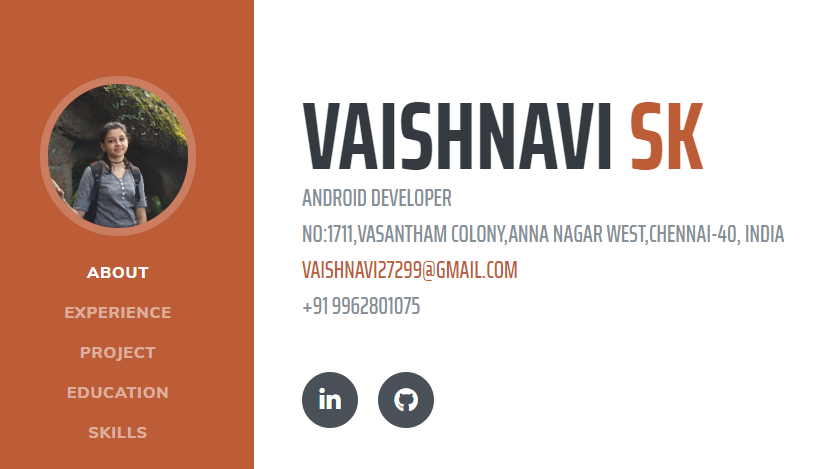 ABOUT
EXPERIENCE
PROJECT
EDUCATION
SKILLS
VAISHNAVI SK
ANDROID DEVELOPER
NO:1711,VASANTHAM COLONY,ANNA NAGAR WEST,CHENNAI-40, INDIA
VAISHNAVI27299@GMAIL.COM
+91 9962801075
in